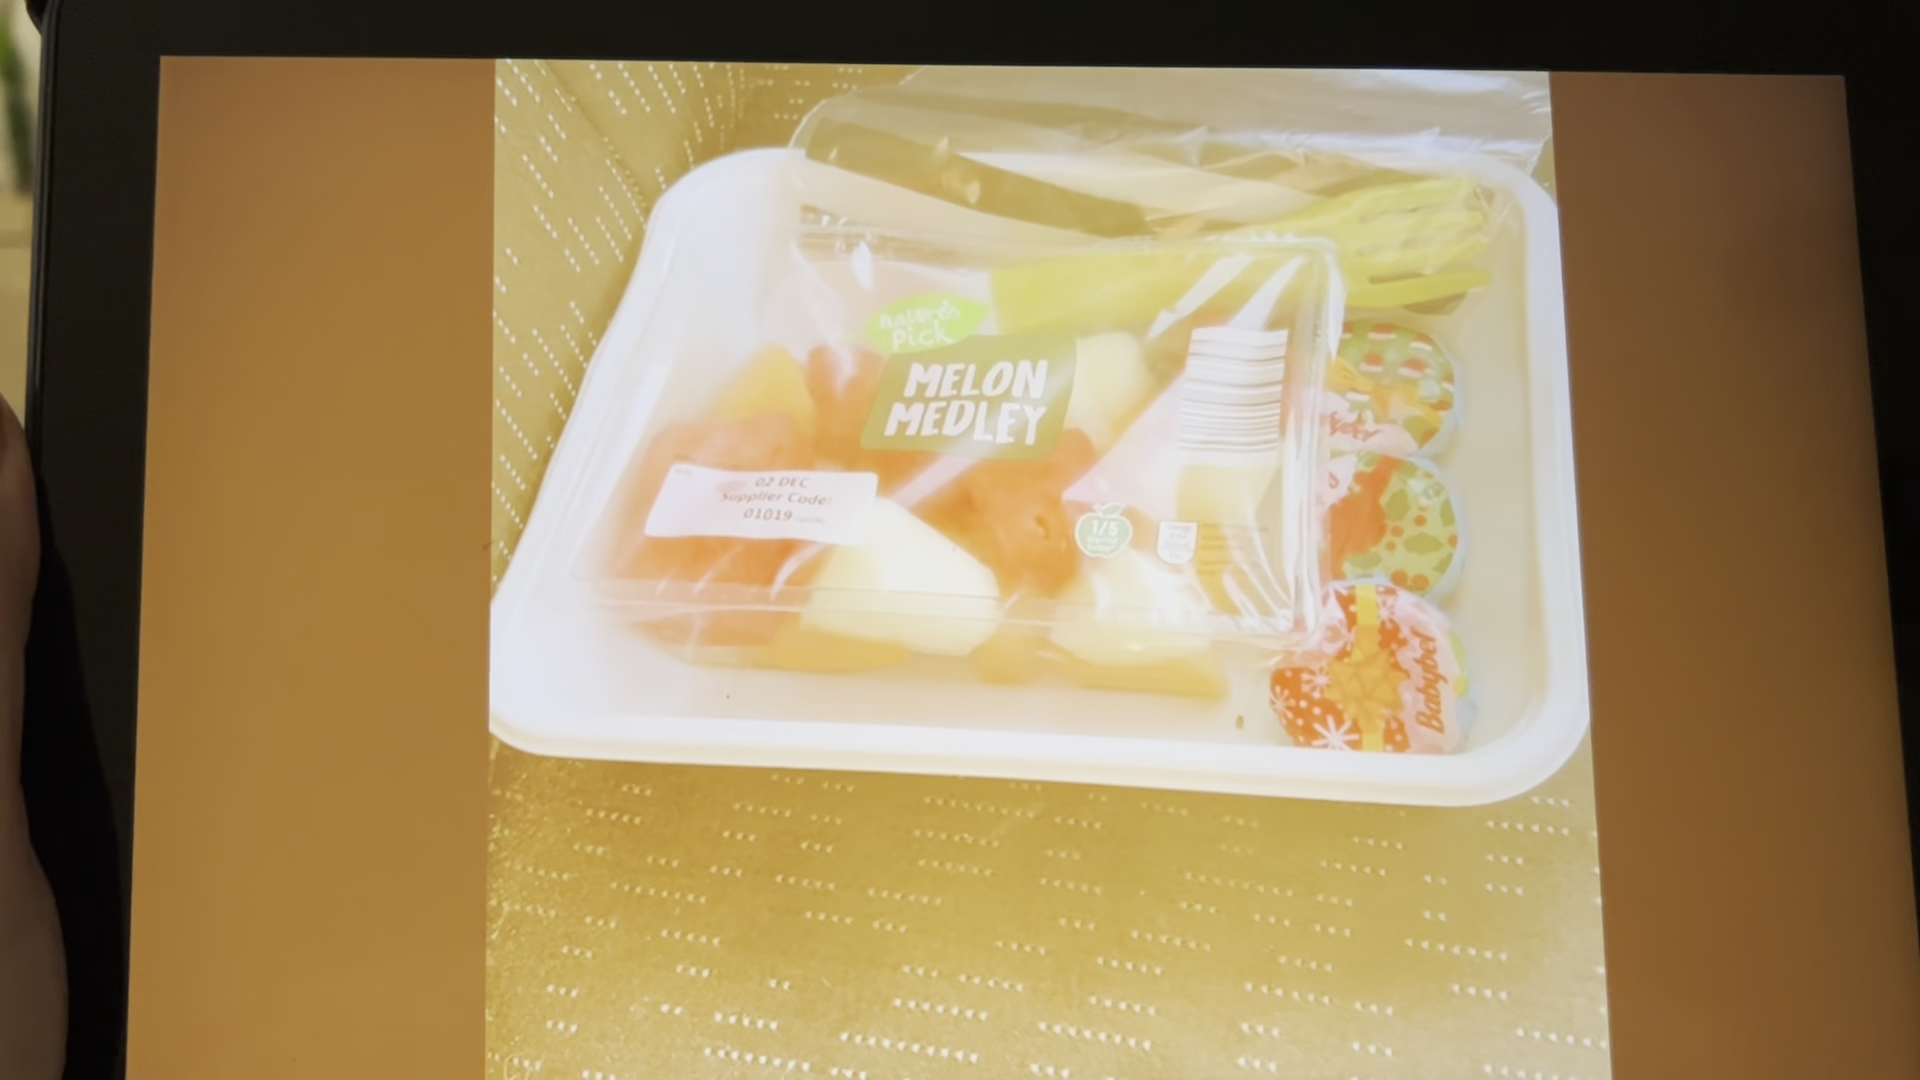 Nature's
Pick
MELON
MEDLEY
02 DEC
Supplier Code:
01019
1/5
Babybel